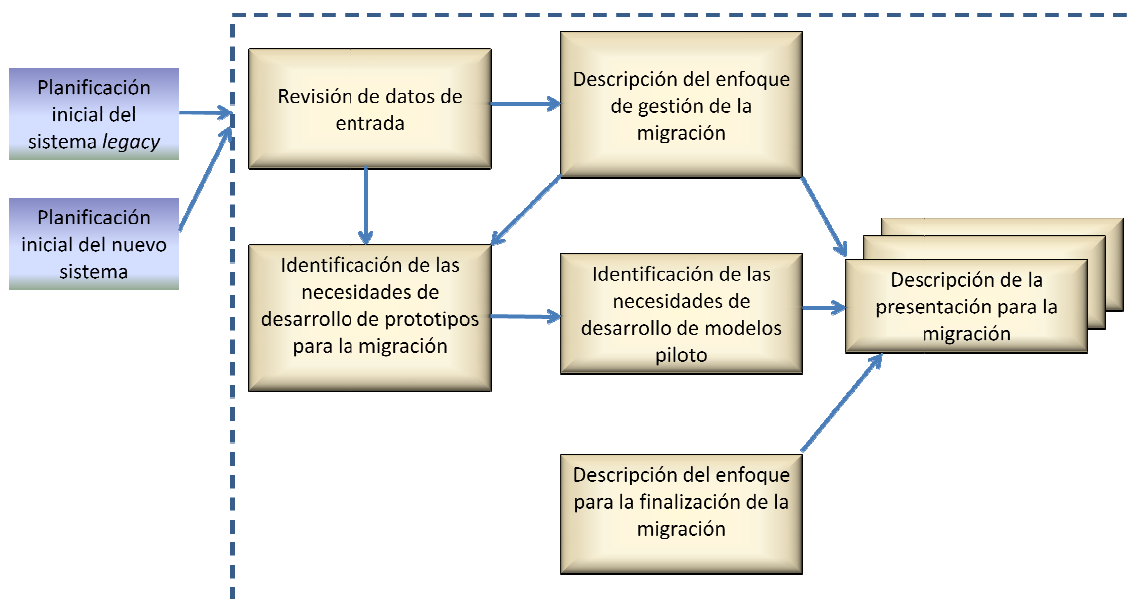 Planificación
inicial del
sistema legacy
Planificación
inicial del nuevo
sistema
Revisión de datos de
entrada
Descripción del enfoque
de gestión de la
migración
Identificación de las
necesidades de
desarrollo de prototipos
para la migración
Identificación de las
necesidades de
desarrollo de modelos
piloto
Descripción de la
presentación para la
migración
Descripción del enfoque
para la finalización de la
migración